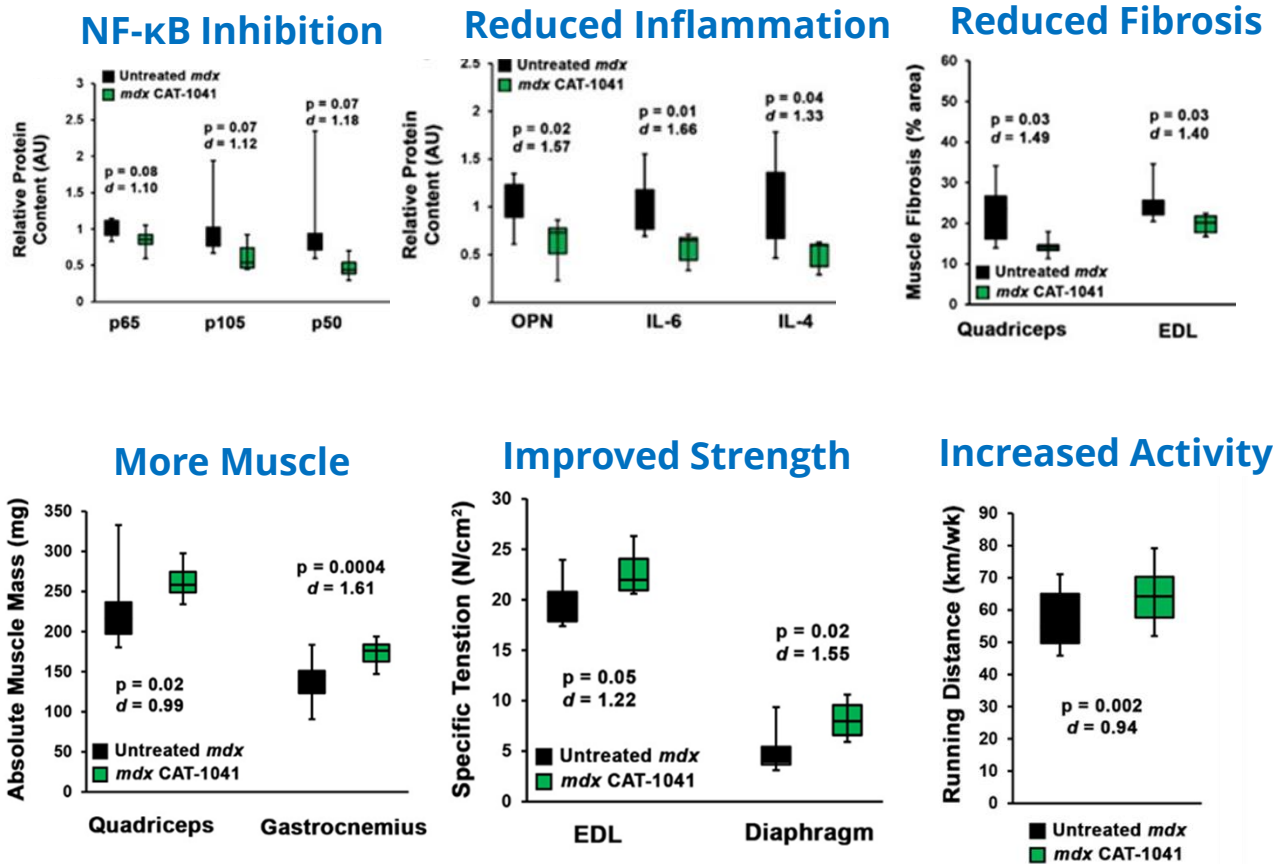 NF-κB Inhibition
Untreated mdx
mdx CAT-1041
Relative Protein
Content (AU)
3
2.5
2
1.5
1
0.5
0
p = 0.08
d = 1.10
p = 0.07
d = 1.12
p = 0.07
d = 1.18
p65
p105
p50
Reduced Inflammation
Untreated mdx
mdx CAT-1041
Relative Protein
Content (AU)
2.5
2
1.5
1
0.5
0
p = 0.02
d = 1.57
p = 0.01
d = 1.66
p = 0.04
d = 1.33
OPN
IL-6
IL-4
Reduced Fibrosis
Muscle Fibrosis (% area)
60
50
40
30
20
10
0
p = 0.03
d = 1.49
p = 0.03
d = 1.40
Untreated mdx
mdx CAT-1041
Quadriceps
EDL
More Muscle
Absolute Muscle Mass (mg)
350
300
250
200
150
100
50
0
p = 0.0004
d = 1.61
p = 0.02
d = 0.99
Untreated mdx
mdx CAT-1041
Quadriceps
Gastrocnemius
Improved Strength
Specific Tenstion (N/cm²)
30
25
20
15
10
5
0
p = 0.02
d = 1.55
p = 0.05
d = 1.22
Untreated mdx
mdx CAT-1041
EDL
Diaphragm
Increased Activity
Running Distance (km/wk)
90
80
70
60
50
40
30
20
10
0
p = 0.002
d = 0.94
Untreated mdx
mdx CAT-1041